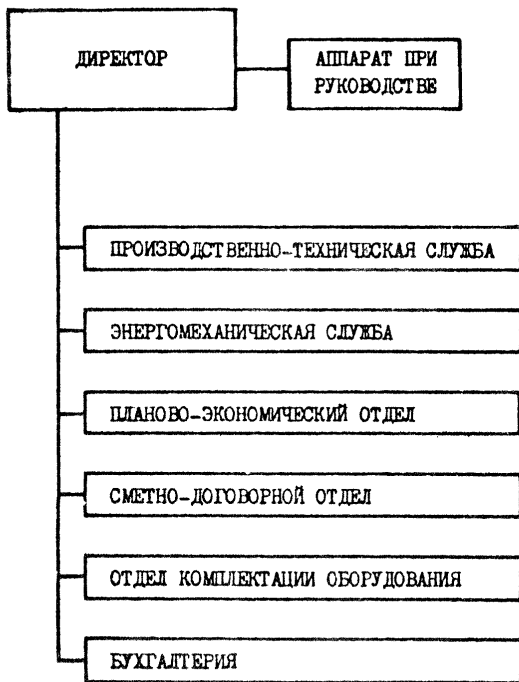 ДИРЕКТОР
АППАРАТ ПРИ
РУКОВОДСТВЕ
ПРОИЗВОДСТВЕННО-ТЕХНИЧЕСКАЯ СЛУЖБА
ЭНЕРГОМЕХАНИЧЕСКАЯ СЛУЖБА
ПЛАНОВО-ЭКОНОМИЧЕСКИЙ ОТДЕЛ
СМЕТНО-ДОГОВОРНОЙ ОТДЕЛ
ОТДЕЛ КОМПЛЕКТАЦИИ ОБОРУДОВАНИЯ
БУХГАЛТЕРИЯ